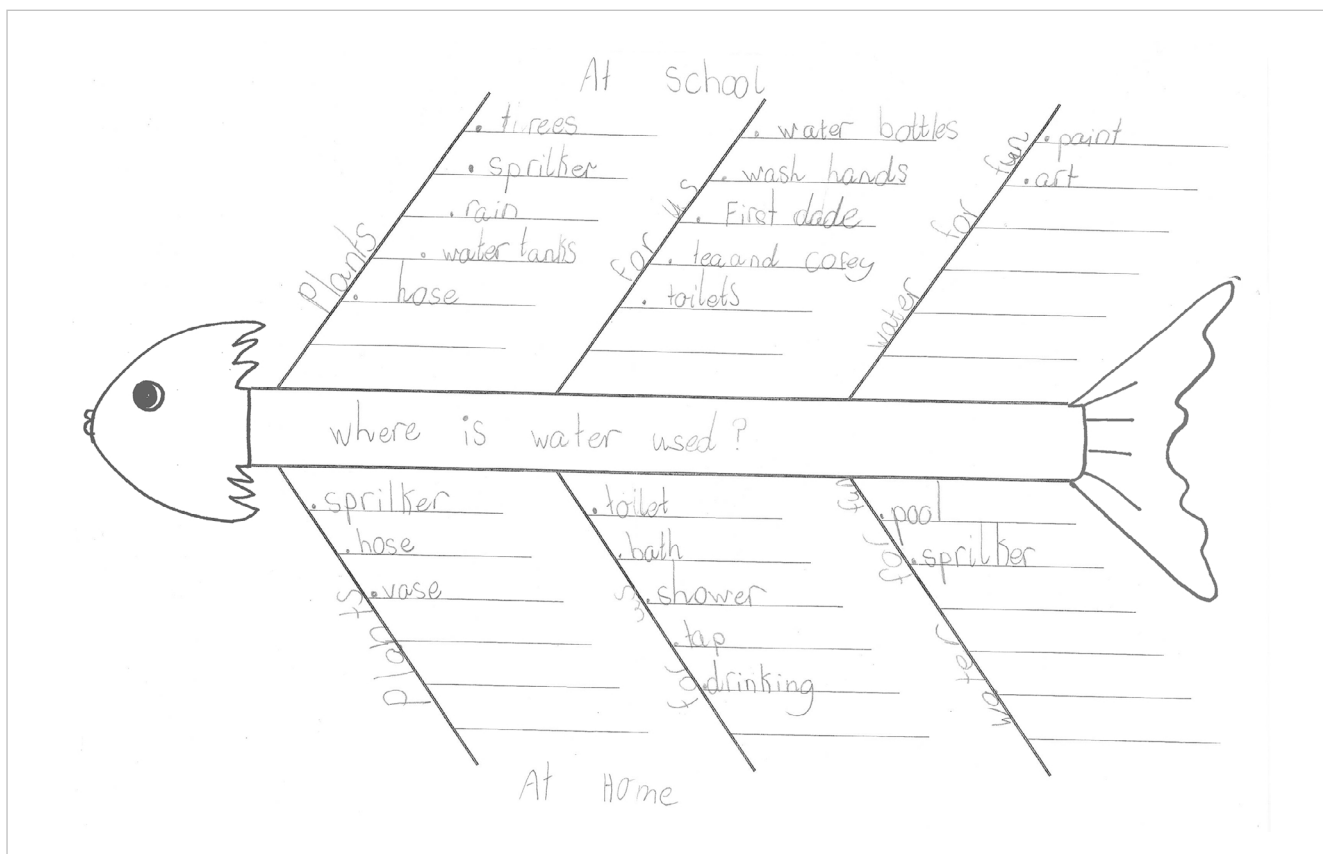 At School
Plants
. trees
. sprilker
. rain
. water tanks
. hose
for us
. water bottles
. wash hands
. First dade
. tea and cofey
. toilets
water for fun
. paint
. art
where is water used?
Plants
. sprilker
. hose
. vase
for us
. toilet
. bath
. shower
. tap
. drinking
water for fun
. pool
. sprilker
At Home